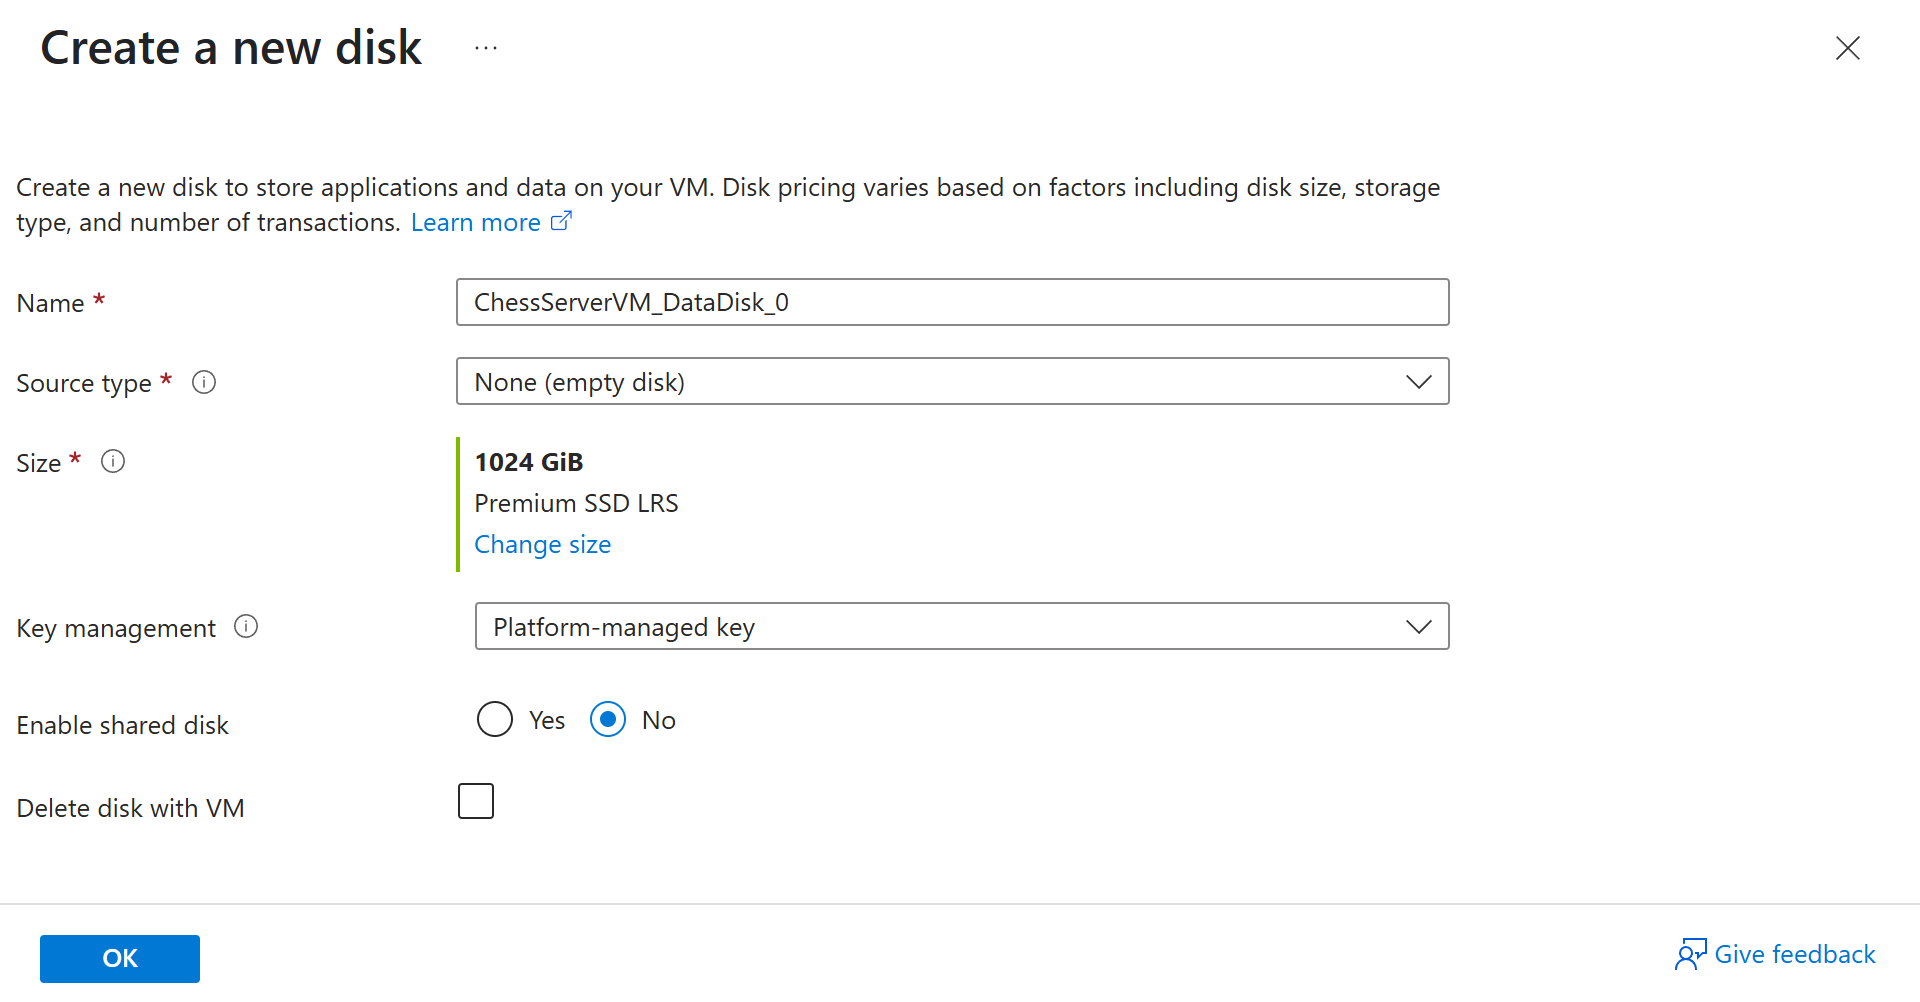 Create a new disk ...
Create a new disk to store applications and data on your VM. Disk pricing varies based on factors including disk size, storage
type, and number of transactions. Learn more
Name *
ChessServerVM_DataDisk_0
Source type *
None (empty disk)
Size *
1024 GiB
Premium SSD LRS
Change size
Key management
Platform-managed key
Enable shared disk
Yes No
Delete disk with VM
OK
Give feedback